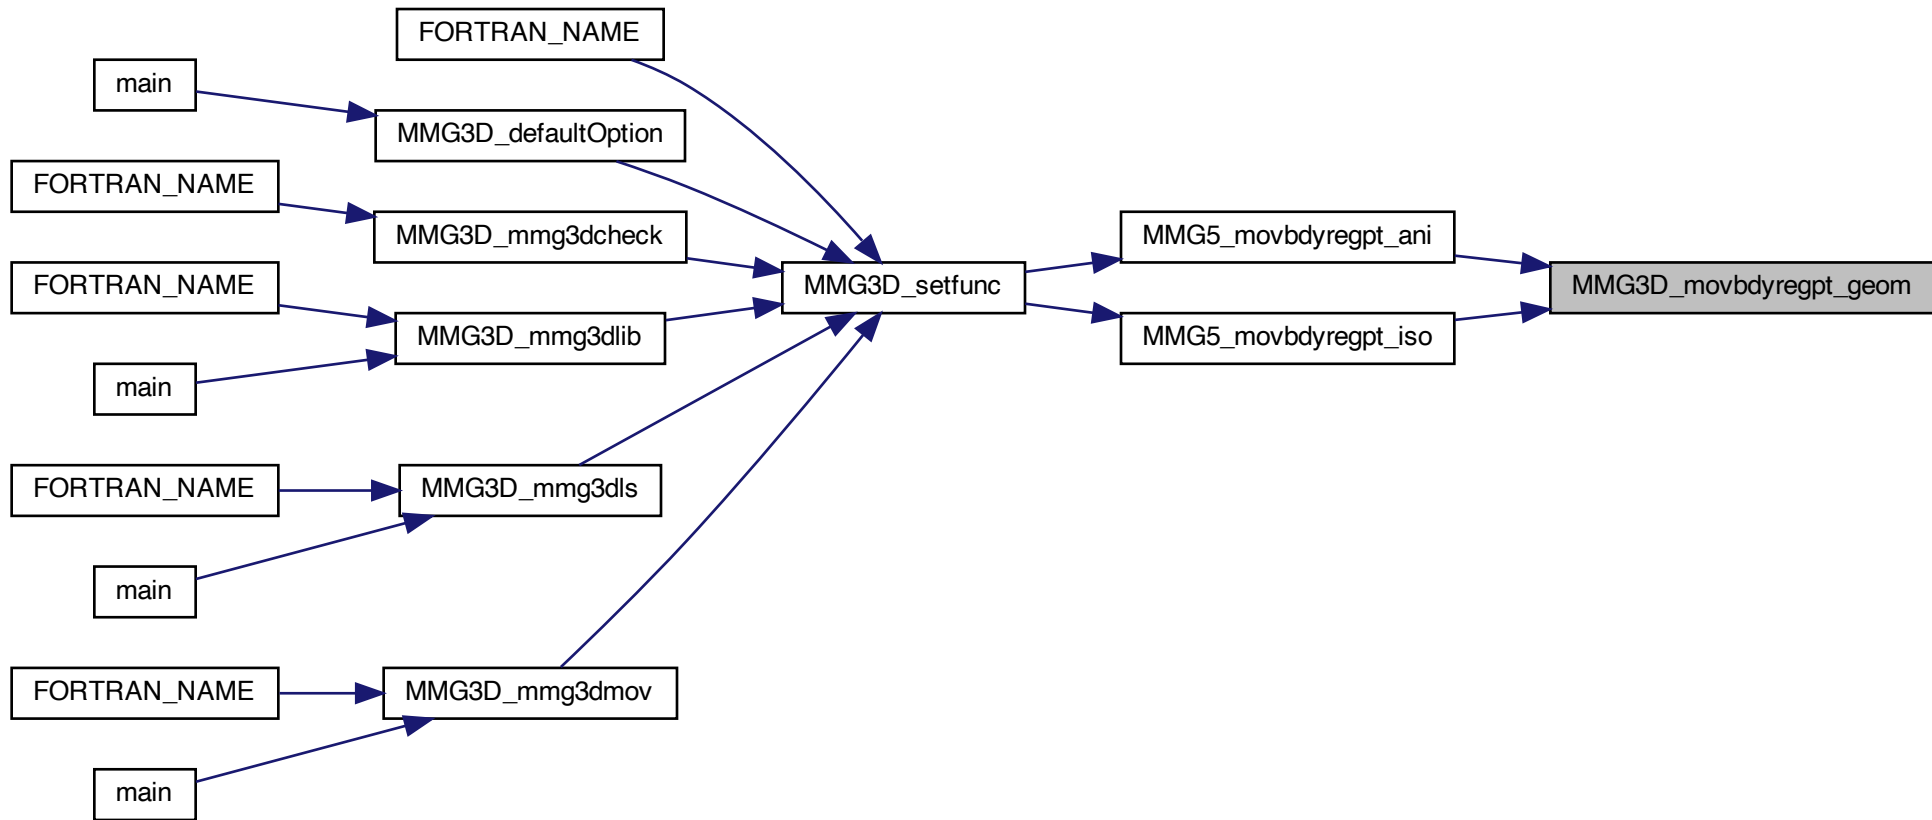 FORTRAN_NAME
main
MMG3D_defaultOption
FORTRAN_NAME
MMG3D_mmg3dcheck
MMG5_movbdyregpt_ani
FORTRAN_NAME
MMG3D_setfunc
MMG3D_movbdyregpt_geom
MMG3D_mmg3dlib
MMG5_movbdyregpt_iso
main
FORTRAN_NAME
MMG3D_mmg3dls
main
FORTRAN_NAME
MMG3D_mmg3dmov
main